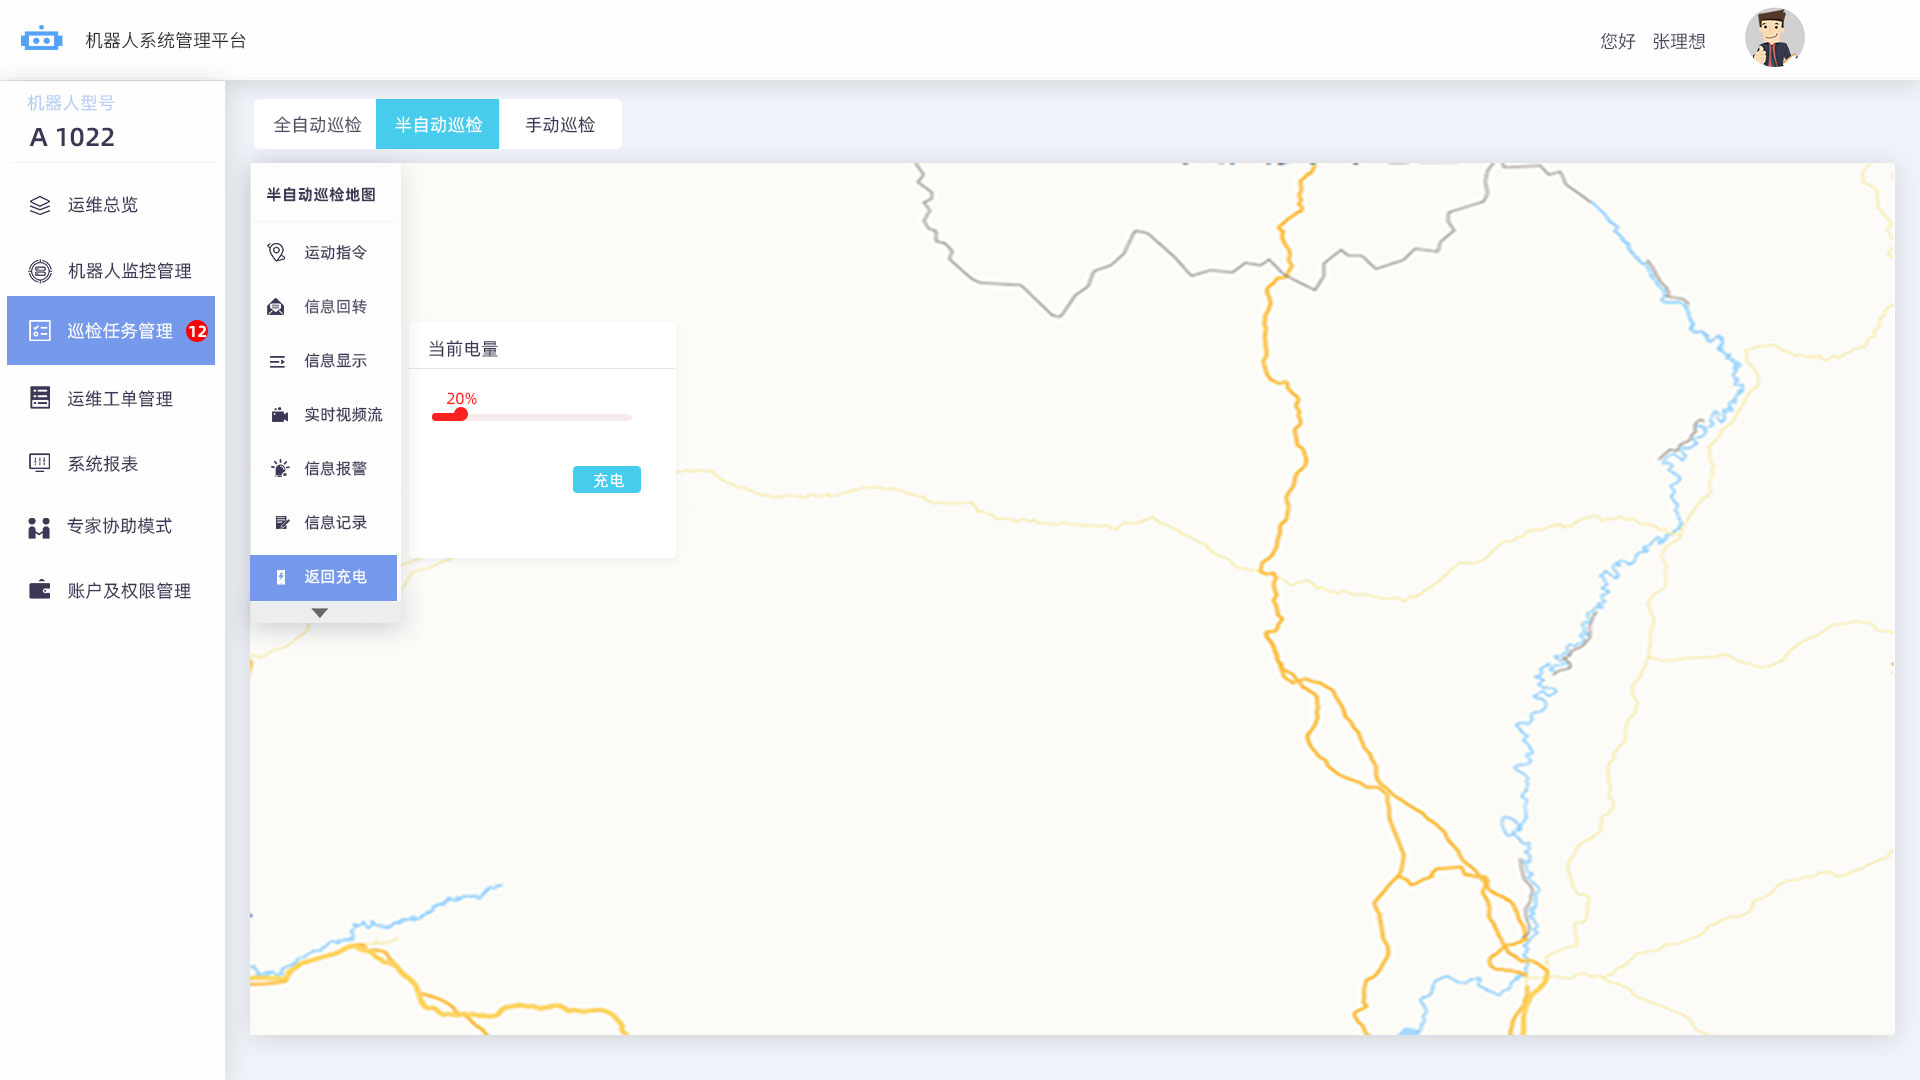 机器人系统管理平台
您好 张理想
机器人型号
A 1022
运维总览
机器人监控管理
巡检任务管理 12
运维工单管理
系统报表
专家协助模式
账户及权限管理
全自动巡检 半自动巡检 手动巡检
半自动巡检地图
运动指令
信息回转
信息显示
实时视频流
信息报警
信息记录
返回充电
当前电量
20%
充电